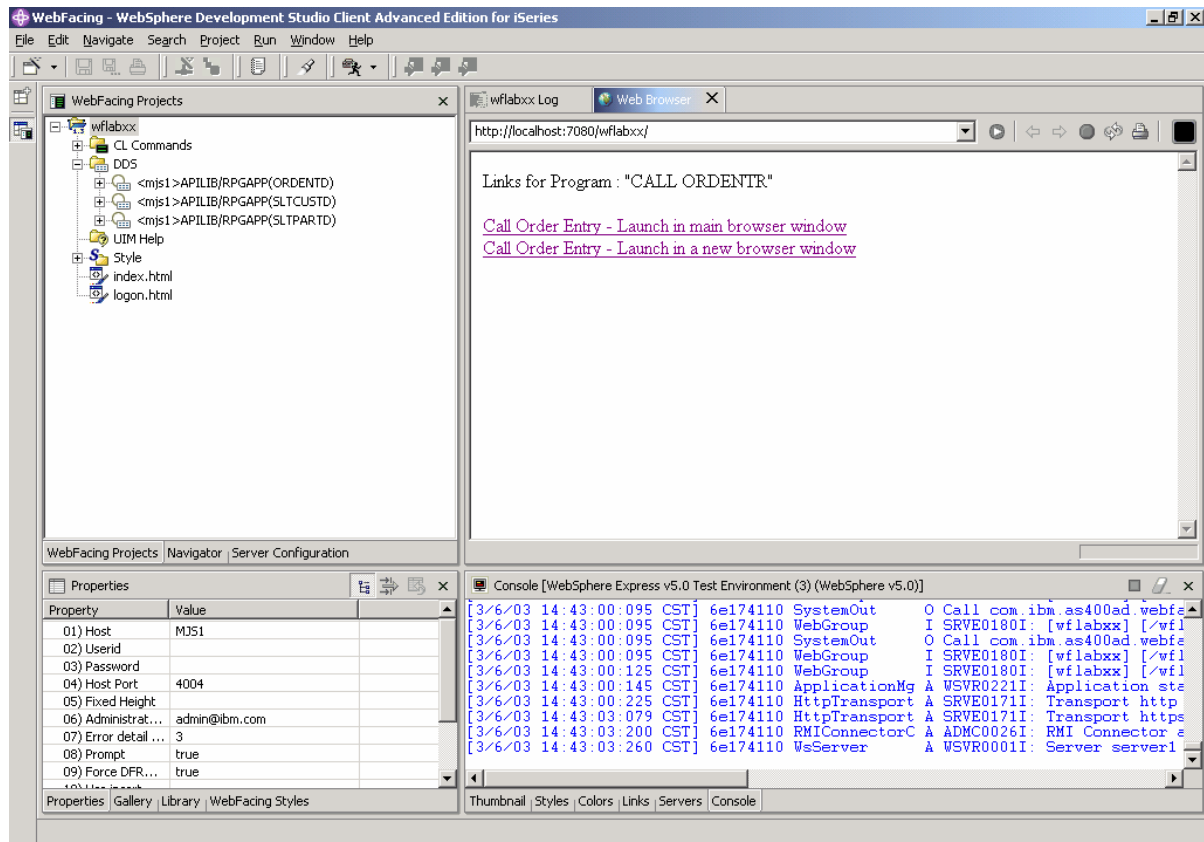 WebFacing - WebSphere Development Studio Client Advanced Edition for iSeries
File Edit Navigate Search Project Run Window Help
WebFacing Projects
wflabxx
CL Commands
DDS
<mjs1>APILIB/RPGAPP(ORDENTD)
<mjs1>APILIB/RPGAPP(SLTCUSTD)
<mjs1>APILIB/RPGAPP(SLTPARTD)
UIM Help
Style
index.html
logon.html
WebFacing Projects Navigator Server Configuration
wflabxx Log Web Browser
http://localhost:7080/wflabxx/
Links for Program : "CALL ORDENTR"
Call Order Entry - Launch in main browser window
Call Order Entry - Launch in a new browser window
Properties
Property Value
01) Host MJS1
02) Userid
03) Password
04) Host Port 4004
05) Fixed Height
06) Administrat... admin@ibm.com
07) Error detail ... 3
08) Prompt true
09) Force DFR... true
Properties Gallery Library WebFacing Styles
Console [WebSphere Express v5.0 Test Environment (3) (WebSphere v5.0)]
[3/6/03 14:43:00:095 CST] 6e174110 SystemOut O Call com.ibm.as400ad.webfa
[3/6/03 14:43:00:095 CST] 6e174110 WebGroup I SRVE0180I: [wflabxx] [/wfl
[3/6/03 14:43:00:095 CST] 6e174110 SystemOut O Call com.ibm.as400ad.webfa
[3/6/03 14:43:00:095 CST] 6e174110 WebGroup I SRVE0180I: [wflabxx] [/wfl
[3/6/03 14:43:00:125 CST] 6e174110 WebGroup I SRVE0180I: [wflabxx] [/wfl
[3/6/03 14:43:00:145 CST] 6e174110 ApplicationMg A WSVR0221I: Application sta
[3/6/03 14:43:00:225 CST] 6e174110 HttpTransport A SRVE0171I: Transport http
[3/6/03 14:43:03:079 CST] 6e174110 HttpTransport A SRVE0171I: Transport https
[3/6/03 14:43:03:200 CST] 6e174110 RMIConnectorC A ADMC0026I: RMI Connector a
[3/6/03 14:43:03:260 CST] 6e174110 WsServer A WSVR0001I: Server server1
Thumbnail Styles Colors Links Servers Console